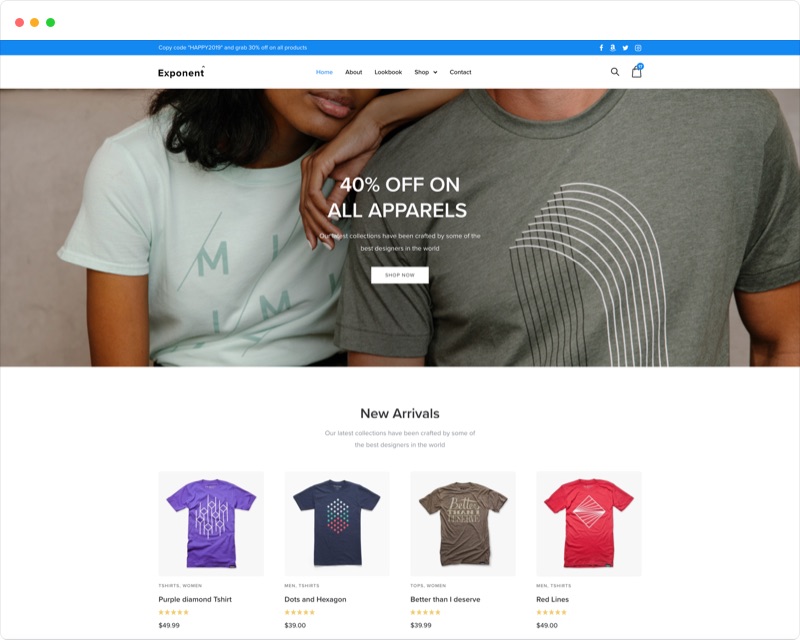 Copy code "HAPPY2019" and grab 30% off on all products
Exponent
Home About Lookbook Shop Contact
40% OFF ON
ALL APPARELS
Our latest collections have been crafted by some of the
best designers in the world
SHOP NOW
New Arrivals
Our latest collections have been crafted by some of
the best designers in the world
Better
THAN I
DESERVE
TSHIRTS, WOMEN
Purple diamond Tshirt
$49.99
MEN, TSHIRTS
Dots and Hexagon
$39.00
TOPS, WOMEN
Better than I deserve
$39.99
MEN, TSHIRTS
Red Lines
$49.00